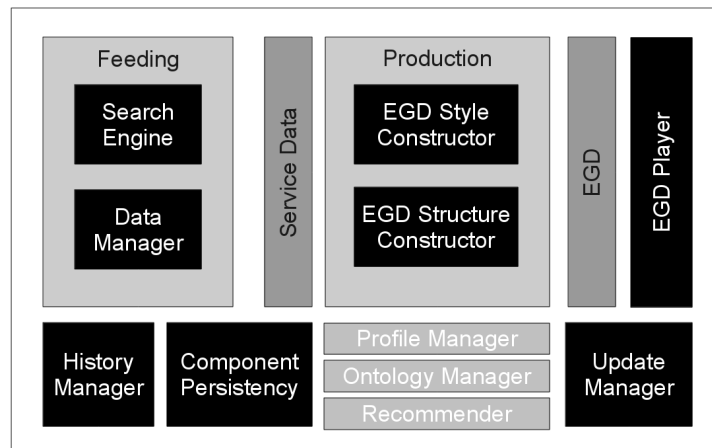 Feeding
Search
Engine
Data
Manager
Service Data
Production
EGD Style
Constructor
EGD Structure
Constructor
EGD
EGD Player
History
Manager
Component
Persistency
Profile Manager
Ontology Manager
Recommender
Update
Manager